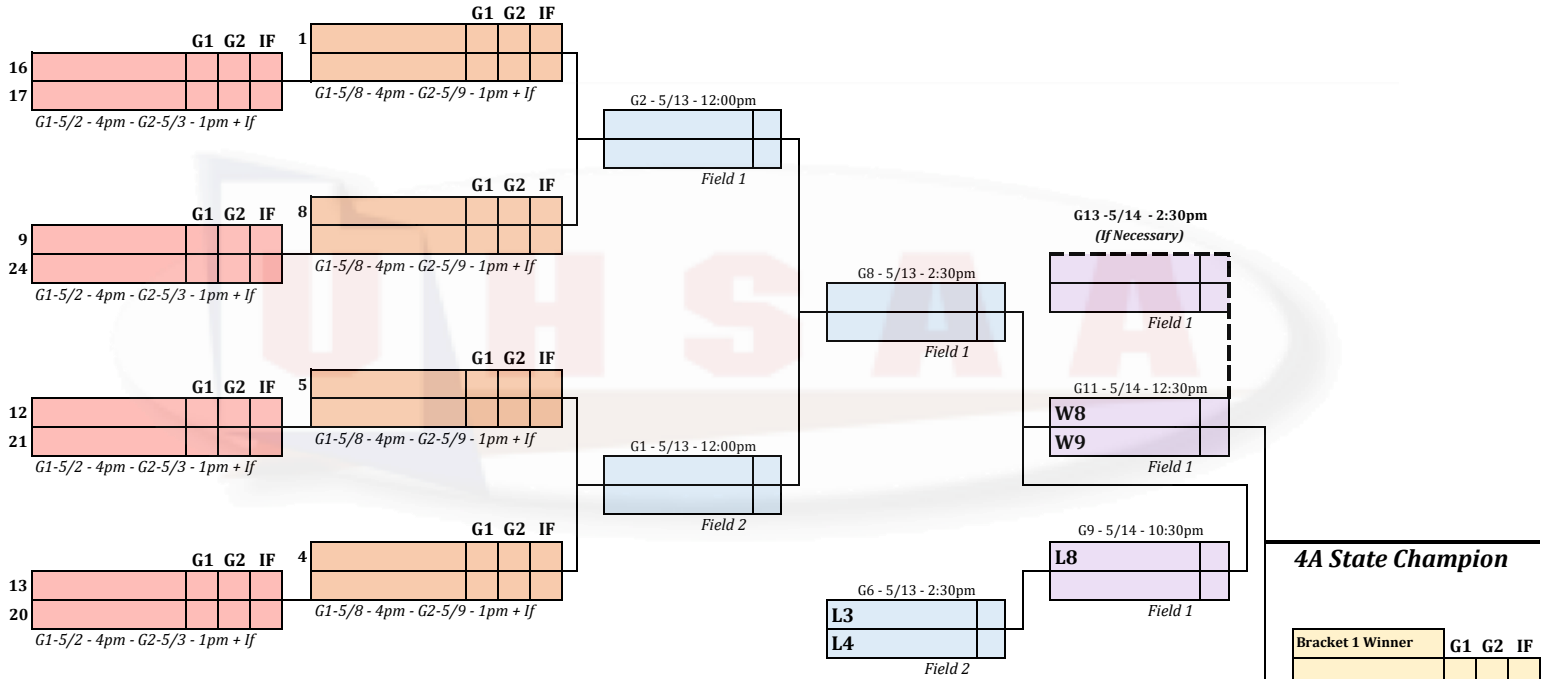 G1 G2 IF
1
G1-5/8 - 4pm - G2-5/9 - 1pm + If
G1 G2 IF
16
17
G1-5/2 - 4pm - G2-5/3 - 1pm + If
G2 - 5/13 - 12:00pm
Field 1
G1 G2 IF
8
G1-5/8 - 4pm - G2-5/9 - 1pm + If
G1 G2 IF
9
24
G1-5/2 - 4pm - G2-5/3 - 1pm + If
G13 -5/14 - 2:30pm
(If Necessary)
Field 1
G8 - 5/13 - 2:30pm
Field 1
UHSAA
G1 G2 IF
5
G1-5/8 - 4pm - G2-5/9 - 1pm + If
G1 G2 IF
12
21
G1-5/2 - 4pm - G2-5/3 - 1pm + If
G11 - 5/14 - 12:30pm
W8
W9
Field 1
G1 - 5/13 - 12:00pm
Field 2
G1 G2 IF
4
G1-5/8 - 4pm - G2-5/9 - 1pm + If
G1 G2 IF
13
20
G1-5/2 - 4pm - G2-5/3 - 1pm + If
G9 - 5/14 - 10:30pm
L8
Field 1
4A State Champion
G6 - 5/13 - 2:30pm
L3
L4
Field 2
Bracket 1 Winner G1 G2 IF